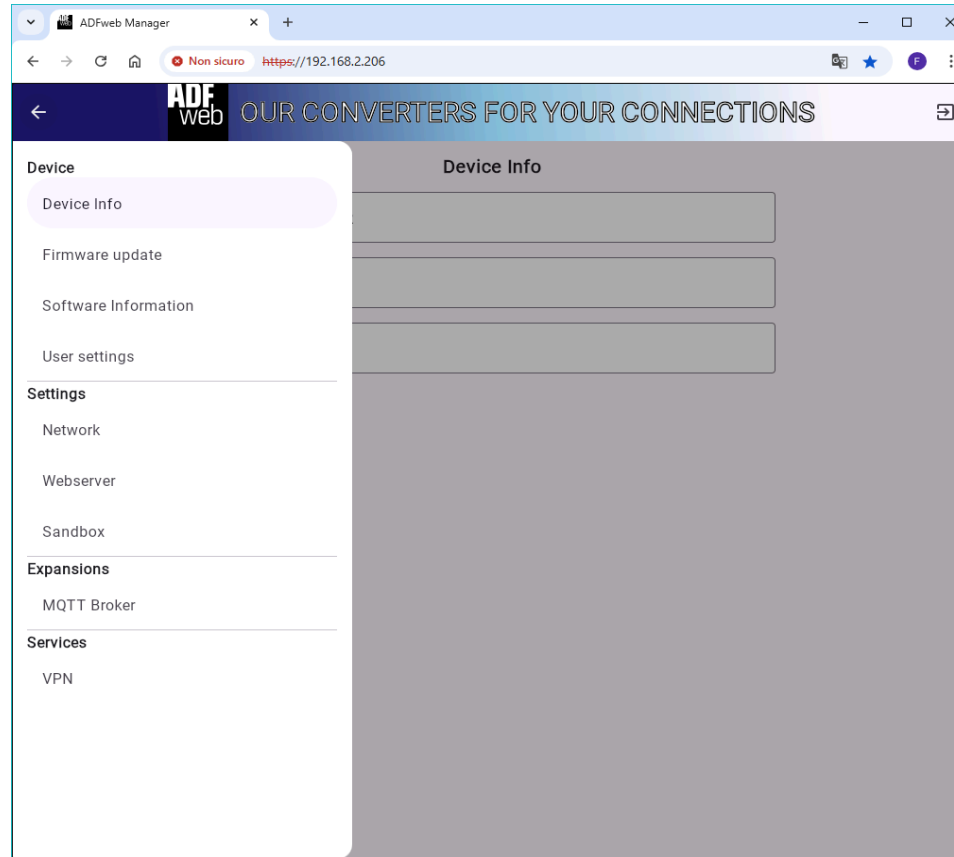 ADFweb Manager
Non sicuro https://192.168.2.206
F
ADF
web
OUR CONVERTERS FOR YOUR CONNECTIONS
Device
Device Info
Device Info
Firmware update
Software Information
User settings
Settings
Network
Webserver
Sandbox
Expansions
MQTT Broker
Services
VPN